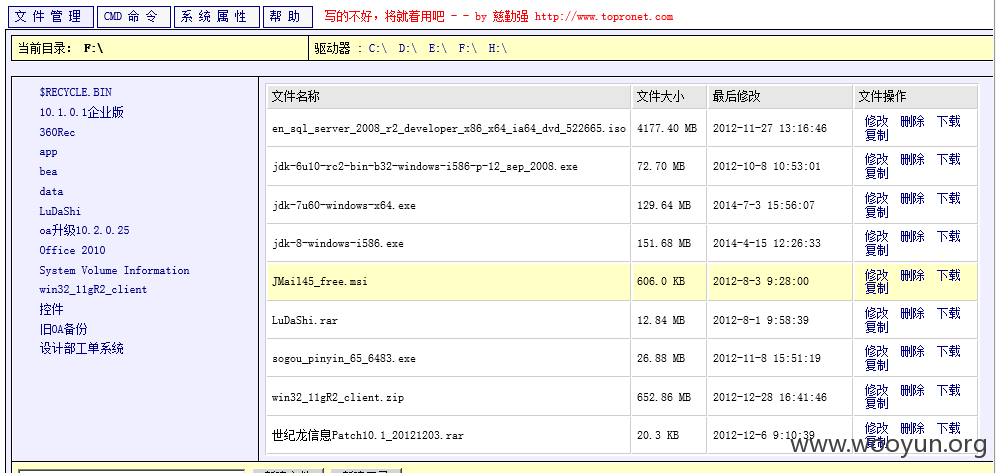 文件管理 CMD命令 系统属性 帮助 写的不好，将就着用吧 - - by 慈勤强 http://www.topronet.com
当前目录： F:\ 驱动器 : C:\ D:\ E:\ F:\ H:\
$RECYCLE.BIN
10.1.0.1企业版
360Rec
app
bea
data
LuDaShi
oa升级10.2.0.25
Office 2010
System Volume Information
win32_11gR2_client
控件
旧OA备份
设计部工单系统
文件名称 文件大小 最后修改 文件操作
en_sql_server_2008_r2_developer_x86_x64_ia64_dvd_522665.iso 4177.40 MB 2012-11-27 13:16:46 修改 删除 下载
复制
jdk-6u10-rc2-bin-b32-windows-i586-p-12_sep_2008.exe 72.70 MB 2012-10-8 10:53:01 修改 删除 下载
复制
jdk-7u60-windows-x64.exe 129.64 MB 2014-7-3 15:56:07 修改 删除 下载
复制
jdk-8-windows-i586.exe 151.68 MB 2014-4-15 12:26:33 修改 删除 下载
复制
JMail45_free.msi 606.0 KB 2012-8-3 9:28:00 修改 删除 下载
复制
LuDaShi.rar 12.84 MB 2012-8-1 9:58:39 修改 删除 下载
复制
sogou_pinyin_65_6483.exe 26.88 MB 2012-11-8 15:51:19 修改 删除 下载
复制
win32_11gR2_client.zip 652.86 MB 2012-12-28 16:41:46 修改 删除 下载
复制
世纪龙信息Patch10.1_20121203.rar 20.3 KB 2012-12-6 9:10:39 修改 删除 下载
复制
www.wooyun.org